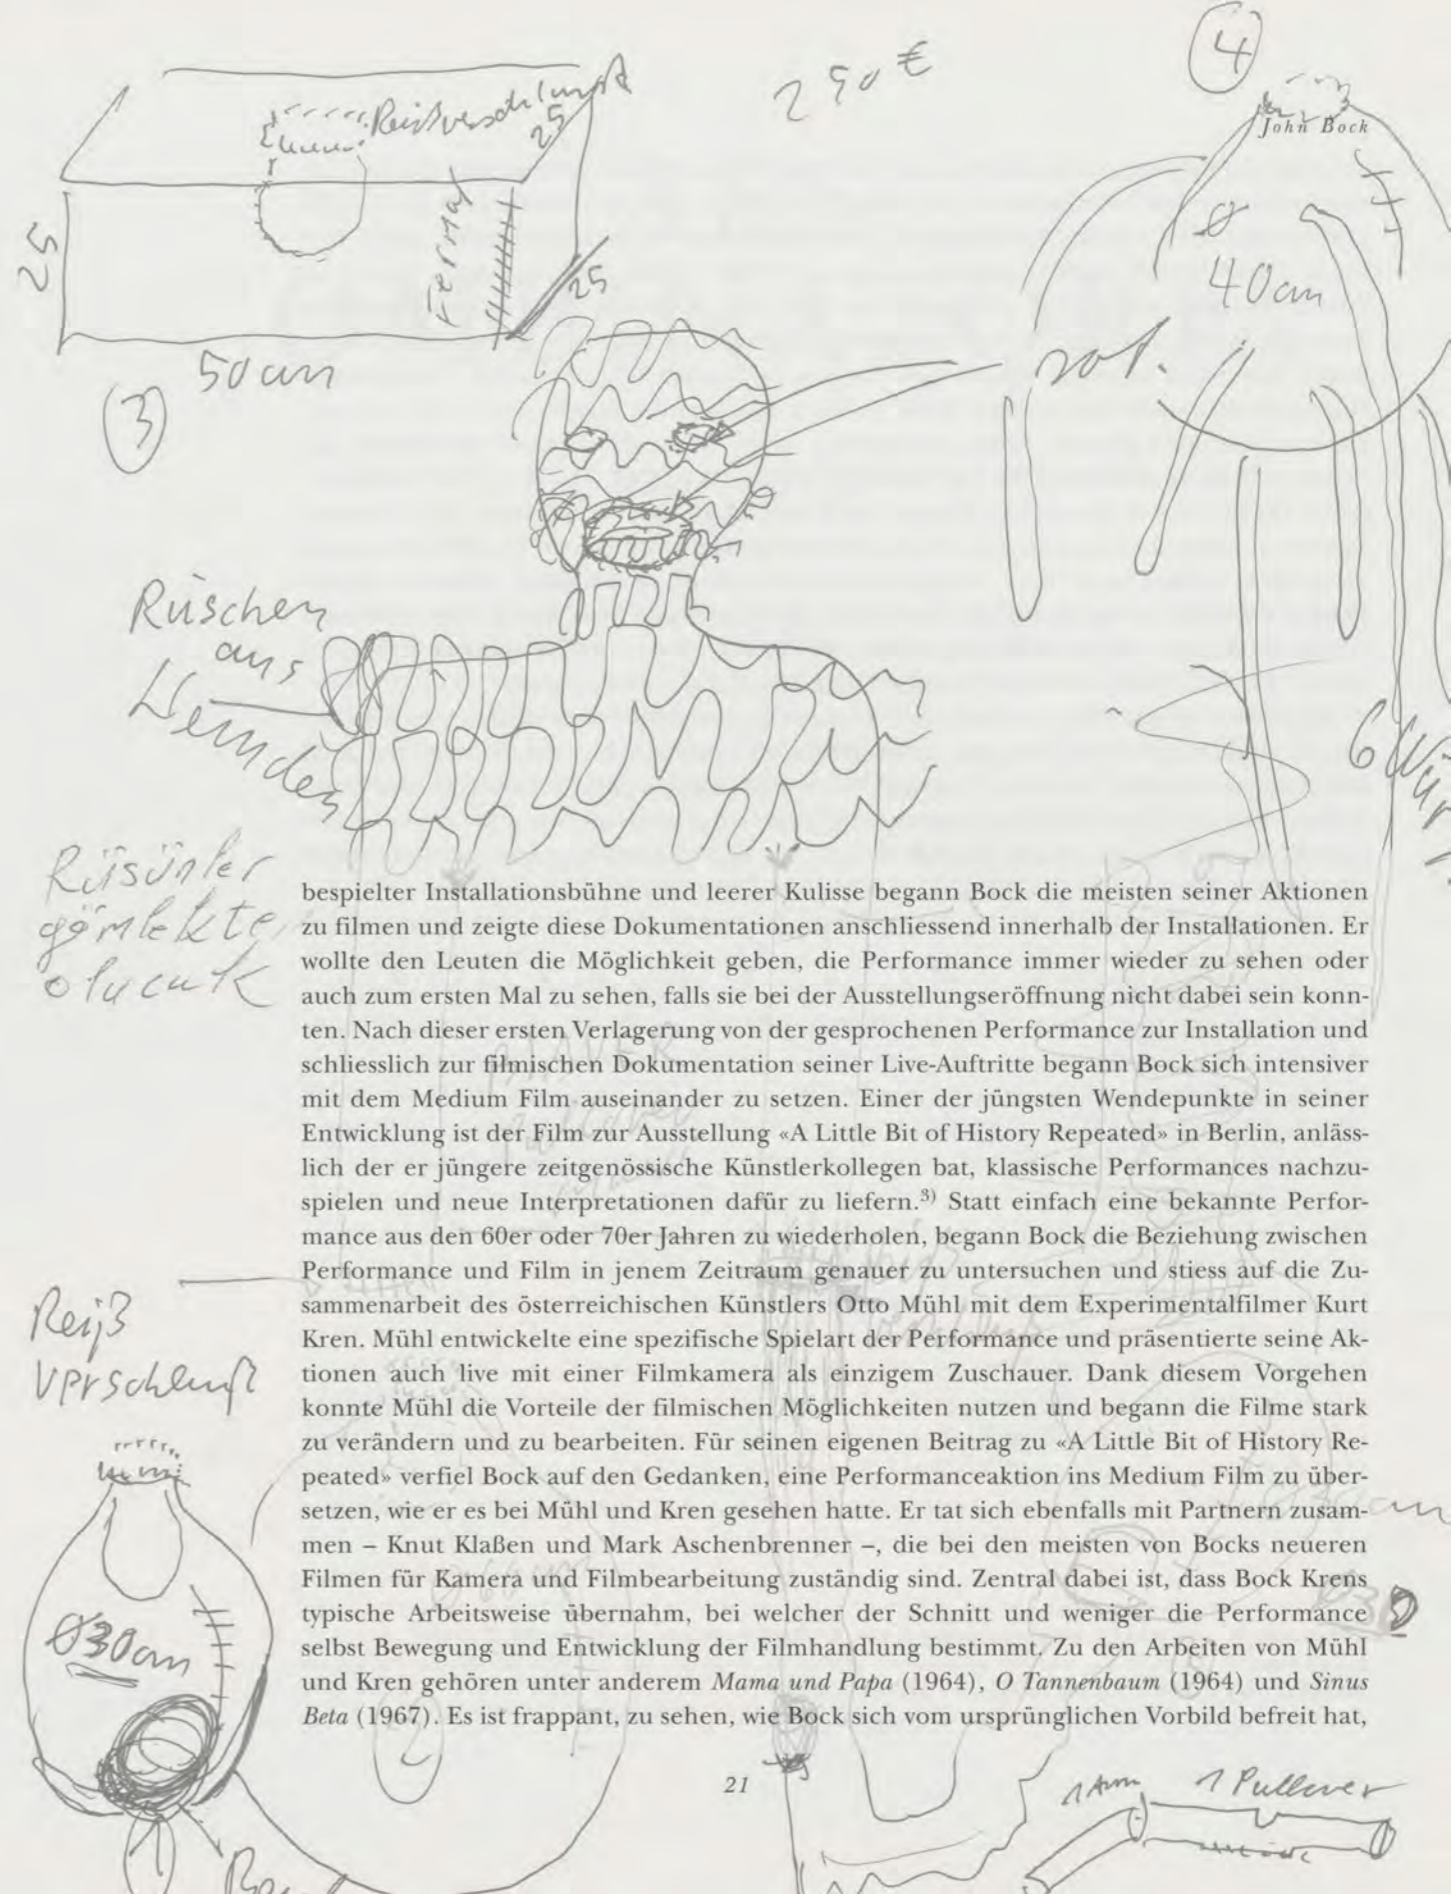 4
290 €
John Bock
Reißverschluß
25
Format
25
25
50 cm
3
Ø
40 cm
rot.
Rüschen
aus
Hemden
6 Wür
Rüsünler
gömlekte
olucak
bespielter Installationsbühne und leerer Kulisse begann Bock die meisten seiner Aktionen
zu filmen und zeigte diese Dokumentationen anschliessend innerhalb der Installationen. Er
wollte den Leuten die Möglichkeit geben, die Performance immer wieder zu sehen oder
auch zum ersten Mal zu sehen, falls sie bei der Ausstellungseröffnung nicht dabei sein konn-
ten. Nach dieser ersten Verlagerung von der gesprochenen Performance zur Installation und
schliesslich zur filmischen Dokumentation seiner Live-Auftritte begann Bock sich intensiver
mit dem Medium Film auseinander zu setzen. Einer der jüngsten Wendepunkte in seiner
Entwicklung ist der Film zur Ausstellung «A Little Bit of History Repeated» in Berlin, anläss-
lich der er jüngere zeitgenössische Künstlerkollegen bat, klassische Performances nachzu-
spielen und neue Interpretationen dafür zu liefern.³⁾ Statt einfach eine bekannte Perfor-
mance aus den 60er oder 70er Jahren zu wiederholen, begann Bock die Beziehung zwischen
Performance und Film in jenem Zeitraum genauer zu untersuchen und stiess auf die Zu-
sammenarbeit des österreichischen Künstlers Otto Mühl mit dem Experimentalfilmer Kurt
Kren. Mühl entwickelte eine spezifische Spielart der Performance und präsentierte seine Ak-
tionen auch live mit einer Filmkamera als einzigem Zuschauer. Dank diesem Vorgehen
konnte Mühl die Vorteile der filmischen Möglichkeiten nutzen und begann die Filme stark
zu verändern und zu bearbeiten. Für seinen eigenen Beitrag zu «A Little Bit of History Re-
peated» verfiel Bock auf den Gedanken, eine Performanceaktion ins Medium Film zu über-
setzen, wie er es bei Mühl und Kren gesehen hatte. Er tat sich ebenfalls mit Partnern zusam-
men – Knut Klaßen und Mark Aschenbrenner –, die bei den meisten von Bocks neueren
Filmen für Kamera und Filmbearbeitung zuständig sind. Zentral dabei ist, dass Bock Krens
typische Arbeitsweise übernahm, bei welcher der Schnitt und weniger die Performance
selbst Bewegung und Entwicklung der Filmhandlung bestimmt. Zu den Arbeiten von Mühl
und Kren gehören unter anderem Mama und Papa (1964), O Tannenbaum (1964) und Sinus
Beta (1967). Es ist frappant, zu sehen, wie Bock sich vom ursprünglichen Vorbild befreit hat,
Reiß
verschluß
Ø30cm
2
1
21
1 Arm
1 Pullover